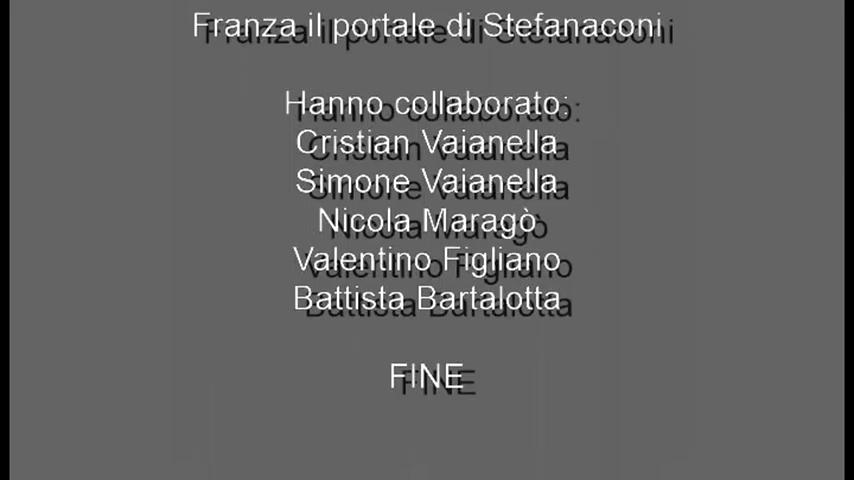 Franza il portale di Stefanaconi
Hanno collaborato:
Cristian Vaianella
Simone Vaianella
Nicola Maragò
Valentino Figliano
Battista Bartalotta
FINE